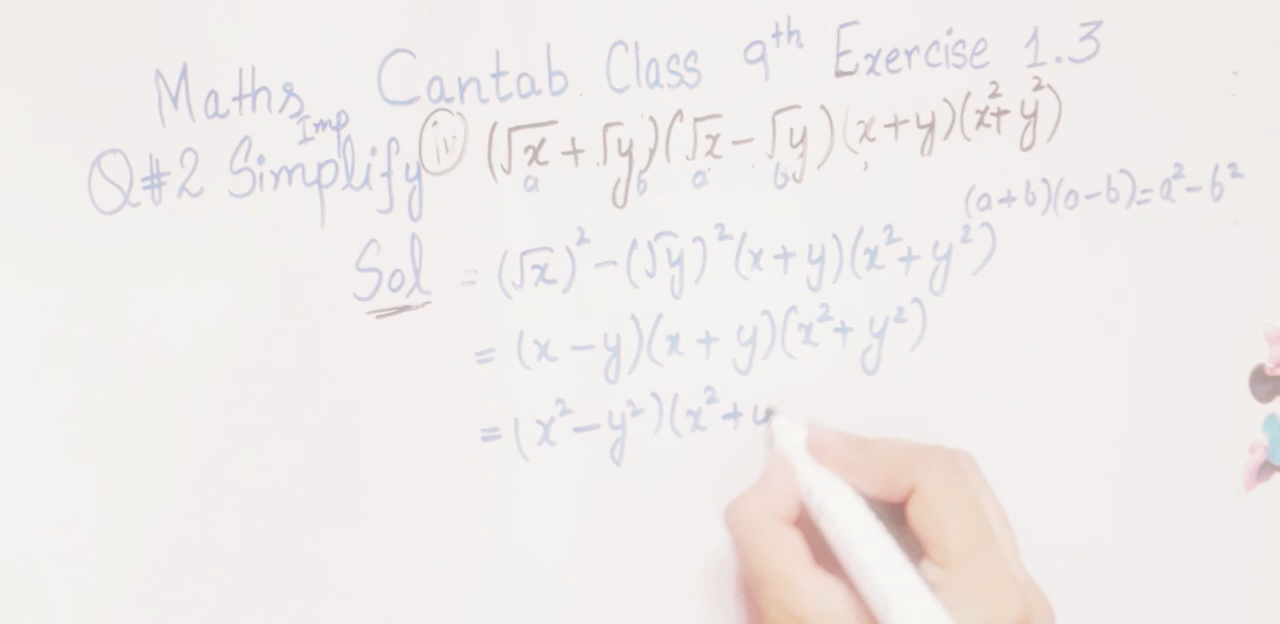 Maths Cantab Class 9th Exercise 1.3
Imp
Q#2 Simplify (iv) (√x + √y)(√x - √y)(x+y)(x²+y²)
a b a b
(a+b)(a-b)=a²-b²
Sol = (√x)² - (√y)² (x+y)(x²+y²)
= (x-y)(x+y)(x²+y²)
= (x²-y²)(x²+y